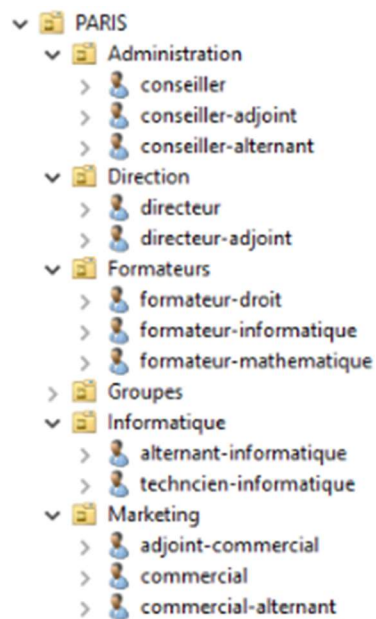 PARIS
Administration
conseiller
conseiller-adjoint
conseiller-alternant
Direction
directeur
directeur-adjoint
Formateurs
formateur-droit
formateur-informatique
formateur-mathematique
Groupes
Informatique
alternant-informatique
techncien-informatique
Marketing
adjoint-commercial
commercial
commercial-alternant